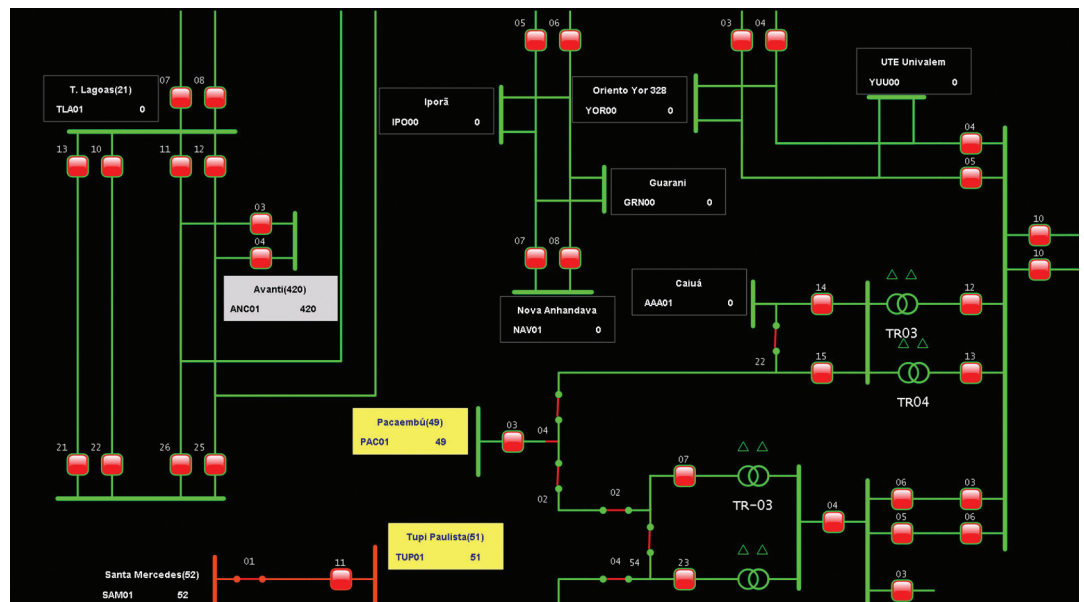 05 06 03 04
UTE Univalem
YUU00 0
07 08
T. Lagoas(21)
TLA01 0
Iporã
IPO00 0
Oriento Yor 328
YOR00 0
04
13 10 11 12
05
Guarani
GRN00 0
03
04
10
10
07 08
Avanti(420)
ANC01 420
Caiuá
AAA01 0
14
12
Nova Anhandava
NAV01 0
TR03
22
15
13
TR04
Pacaembú(49)
PAC01 49
03
04
21 22 26 25
07
02
02
TR-03
04
06 03
05 06
Tupi Paulista(51)
TUP01 51
01
11
04 54
23
03
Santa Mercedes(52)
SAM01 52